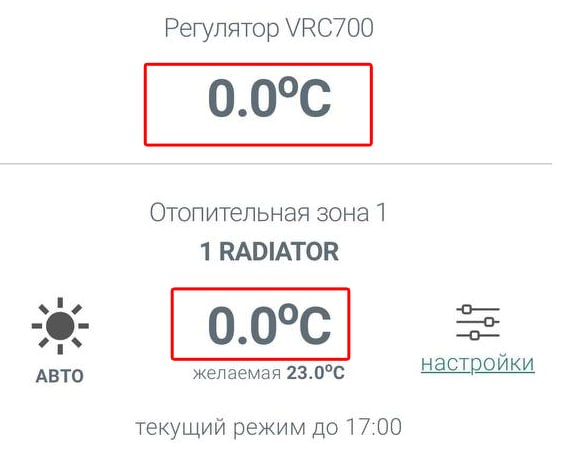 Регулятор VRC700
0.0ºC
Отопительная зона 1
1 RADIATOR
0.0ºC
АВТО
желаемая 23.0ºC
настройки
текущий режим до 17:00